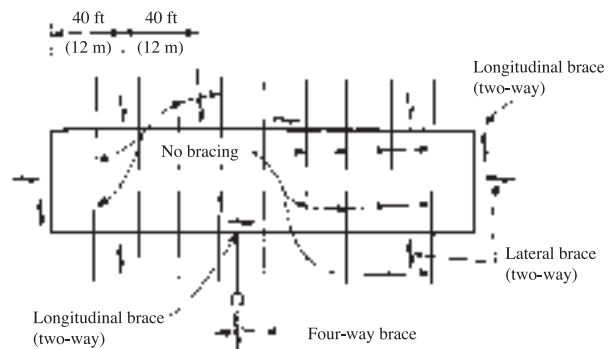 40 ft
(12 m)
40 ft
(12 m)
Longitudinal brace
(two-way)
No bracing
Lateral brace
(two-way)
Longitudinal brace
(two-way)
Four-way brace